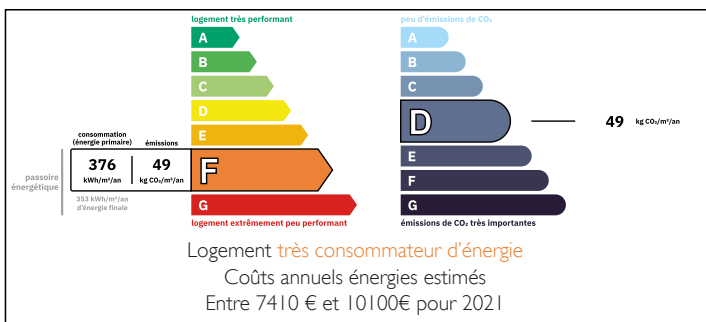 logement très performant
A
B
C
D
E
consommation
(énergie primaire)
émissions
passoire
énergétique
376
kWh/m²/an
49
kg CO₂/m²/an
F
353 kWh/m²/an
d'énergie finale
G
logement extrêmement peu performant
peu d'émissions de CO₂
A
B
C
D
49 kg CO₂/m²/an
E
F
G
émissions de CO₂ très importantes
Logement très consommateur d'énergie
Coûts annuels énergies estimés
Entre 7410 € et 10100€ pour 2021